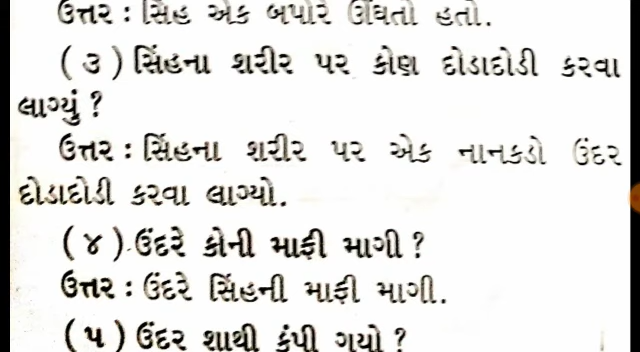 ઉત્તર : સિંહ એક બપોરે ઊંઘતો હતો.
( ૩ ) સિંહના શરીર પર કોણ દોડાદોડી કરવા
લાગ્યું ?
ઉત્તર : સિંહના શરીર પર એક નાનકડો ઉંદર
દોડાદોડી કરવા લાગ્યો.
( ૪ ) ઉંદરે કોની માફી માગી ?
ઉત્તર : ઉંદરે સિંહની માફી માગી.
( ૫ ) ઉંદર શાથી કંપી ગયો ?